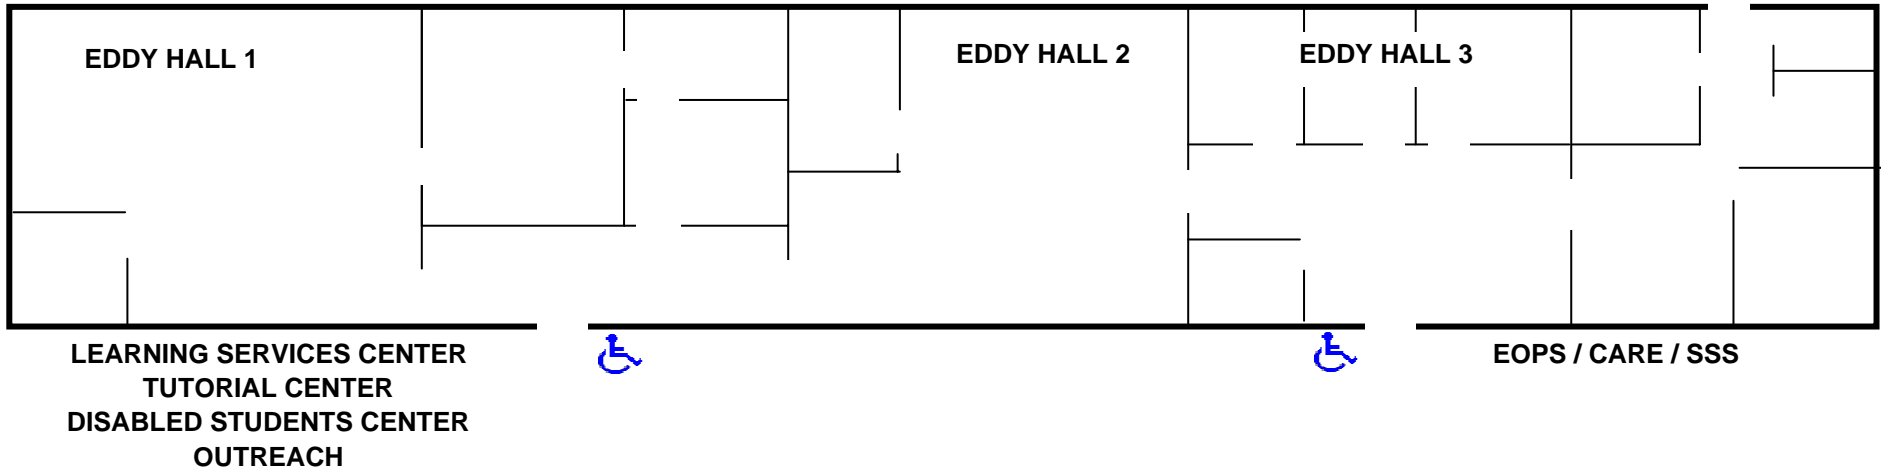 EDDY HALL 1
EDDY HALL 2
EDDY HALL 3
LEARNING SERVICES CENTER
TUTORIAL CENTER
DISABLED STUDENTS CENTER
OUTREACH
EOPS / CARE / SSS